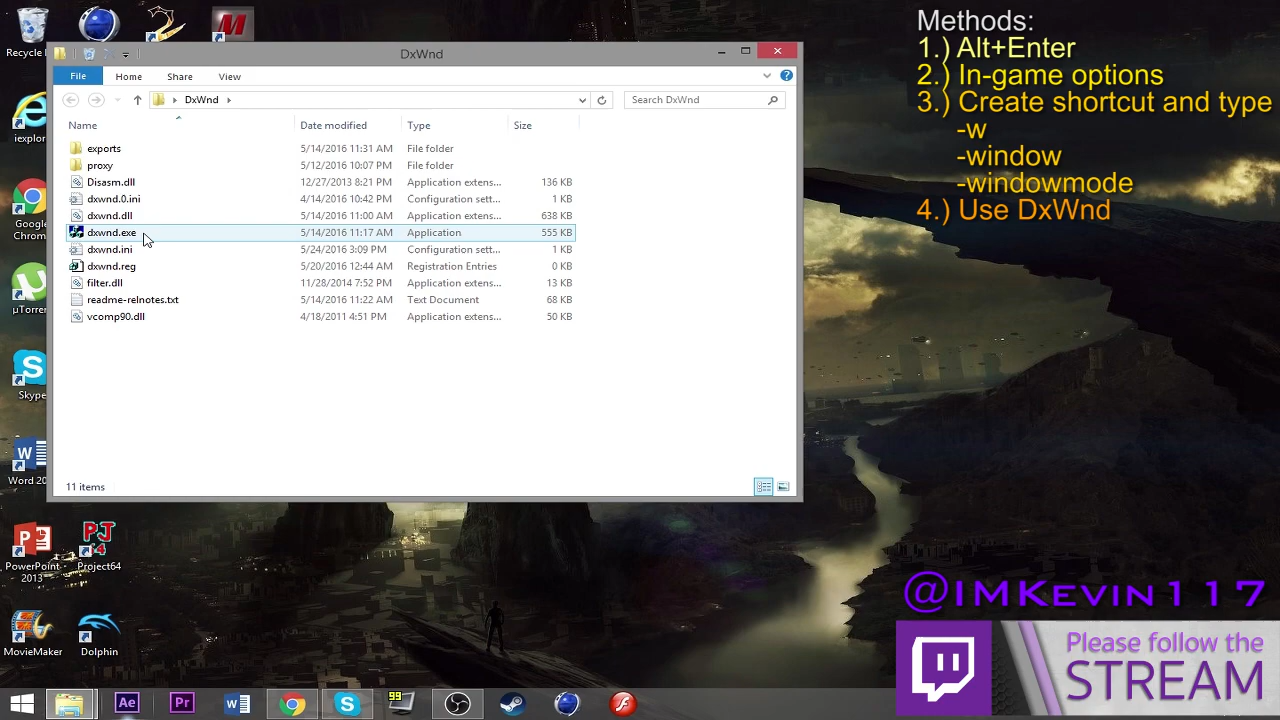 Methods:
1.) Alt+Enter
2.) In-game options
3.) Create shortcut and type
-w
-window
-windowmode
4.) Use DxWnd
Recycle
DxWnd
File Home Share View
DxWnd
Search DxWnd
Name Date modified Type Size
exports 5/14/2016 11:31 AM File folder
proxy 5/12/2016 10:07 PM File folder
Disasm.dll 12/27/2013 8:21 PM Application extens... 136 KB
dxwnd.0.ini 4/14/2016 10:42 PM Configuration sett... 1 KB
dxwnd.dll 5/14/2016 11:00 AM Application extens... 638 KB
dxwnd.exe 5/14/2016 11:17 AM Application 555 KB
dxwnd.ini 5/24/2016 3:09 PM Configuration sett... 1 KB
dxwnd.reg 5/20/2016 12:44 AM Registration Entries 0 KB
filter.dll 11/28/2014 7:52 PM Application extens... 13 KB
readme-relnotes.txt 5/14/2016 11:22 AM Text Document 68 KB
vcomp90.dll 4/18/2011 4:51 PM Application extens... 50 KB
11 items
iexplor
Google
Chrom
µTorre
Skype
Word 20
PowerPoint
2013
PJ
64
Project64
MovieMaker
Dolphin
@IMKevin117
Please follow the
STREAM
Ae Pr
99